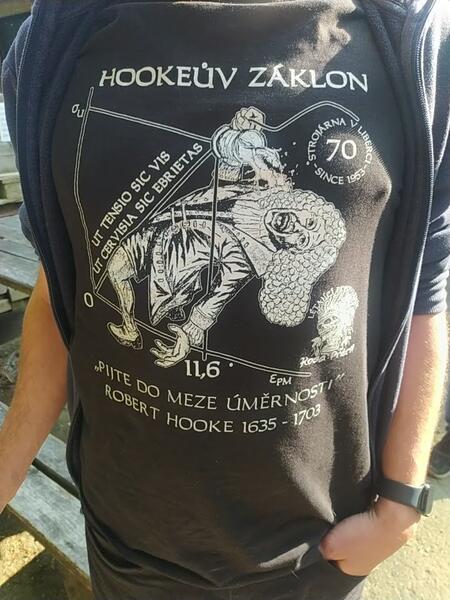 HOOKEŮV ZÁKLON
σu
UT TENSIO SIC VIS
UT CERVISIA SIC EBRIETAS
STROJÁRNA V LIBERCI
70
SINCE 1953
0
11,6°
εPM
„PIJTE DO MEZE ÚMĚRNOSTI"
ROBERT HOOKE 1635 - 1703